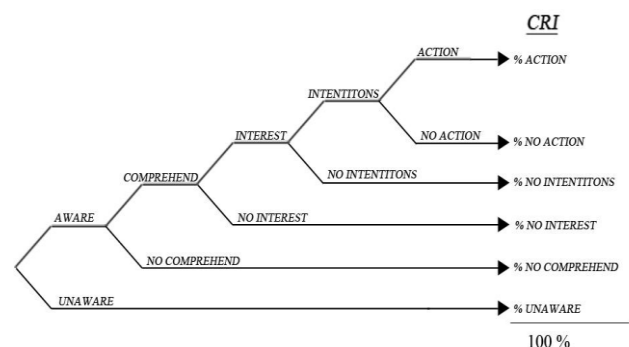 CRI
ACTION
% ACTION
INTENTITONS
INTEREST
NO ACTION
% NO ACTION
COMPREHEND
NO INTENTITONS
% NO INTENTITONS
AWARE
NO INTEREST
% NO INTEREST
NO COMPREHEND
% NO COMPREHEND
UNAWARE
% UNAWARE
100 %